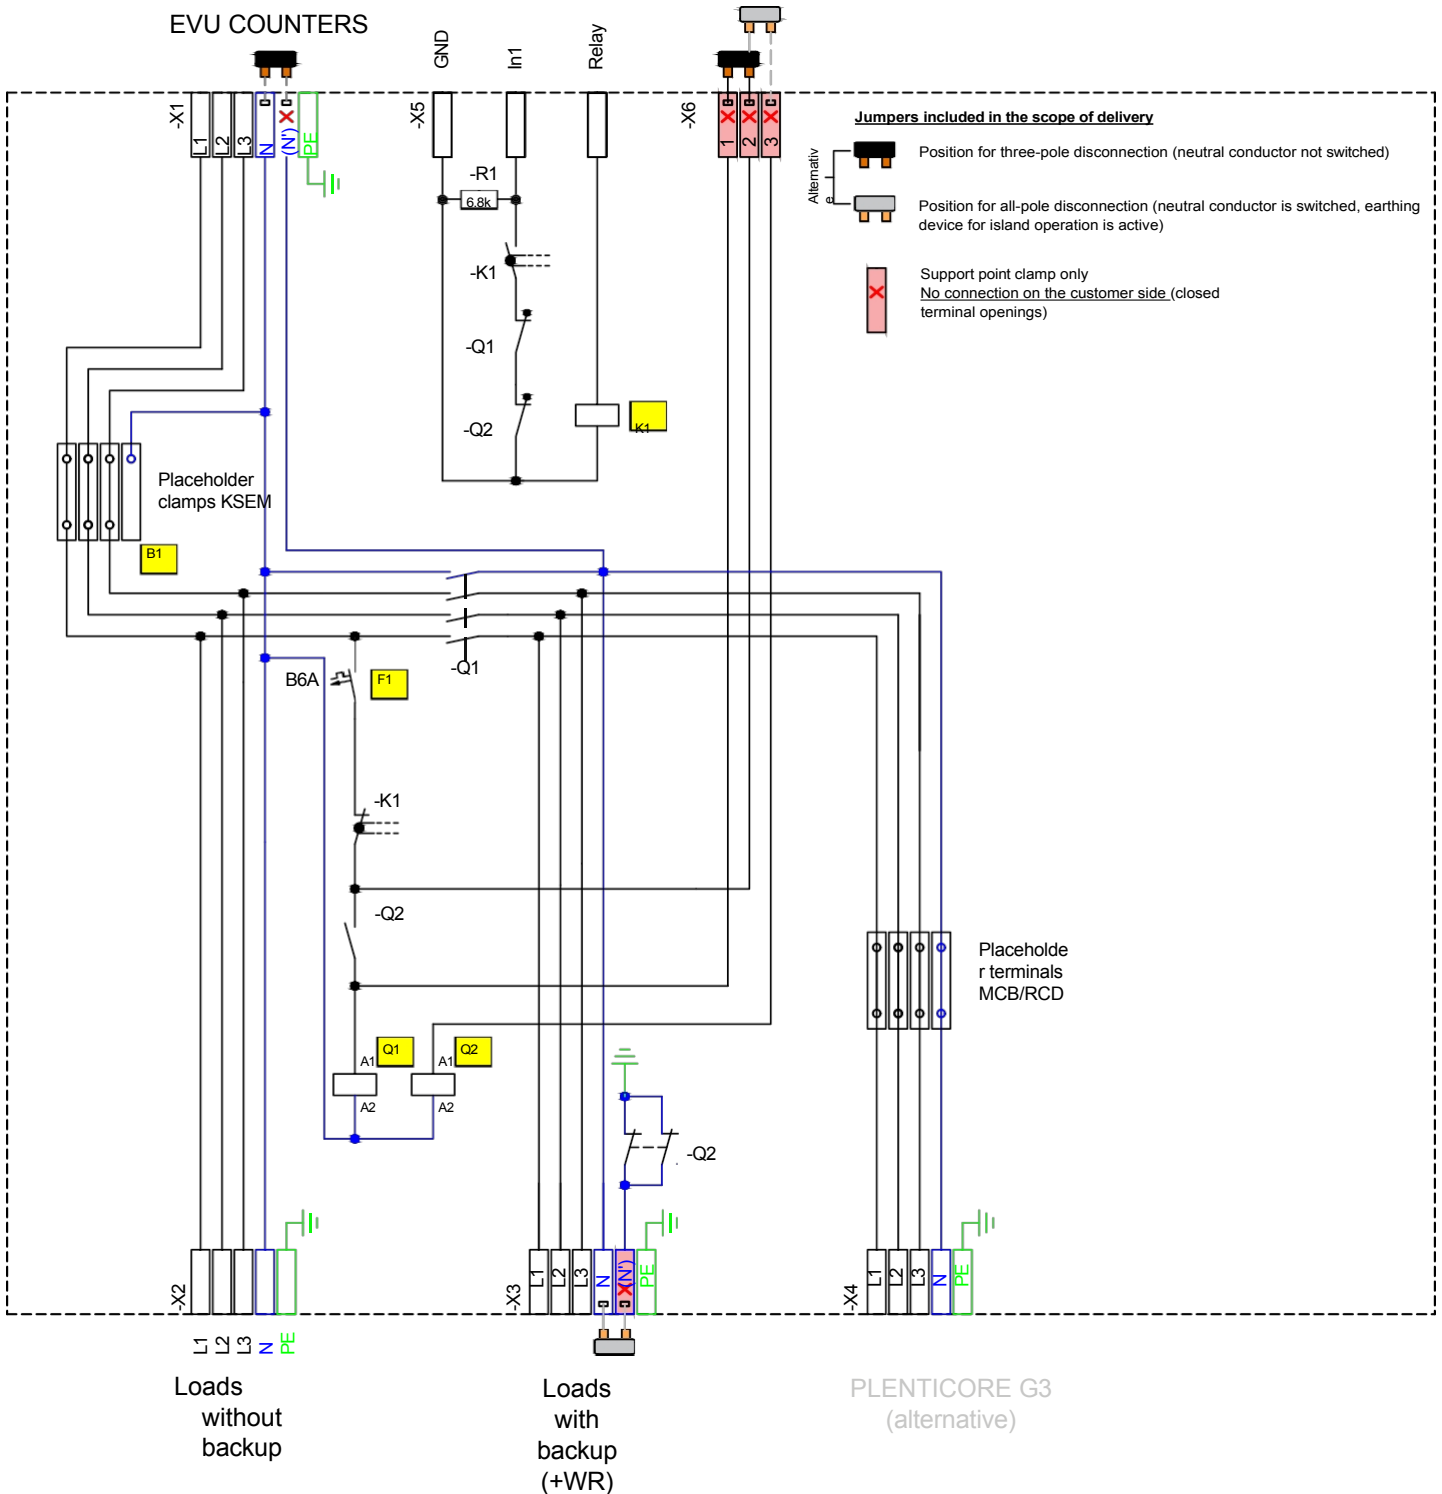 EVU COUNTERS
GND
In1
Relay
-X1
L1
L2
L3
N
(N')
PE
-X5
-X6
1
2
3
Jumpers included in the scope of delivery
Alternativ
e
Position for three-pole disconnection (neutral conductor not switched)
Position for all-pole disconnection (neutral conductor is switched, earthing
device for island operation is active)
Support point clamp only
No connection on the customer side (closed
terminal openings)
-R1
6.8k
-K1
-Q1
-Q2
K1
Placeholder
clamps KSEM
B1
-Q1
B6A
F1
-K1
-Q2
Placeholde
r terminals
MCB/RCD
A1
Q1
A1
Q2
A2
A2
-Q2
-X2
-X3
L1
L2
L3
N
(N')
PE
-X4
L1
L2
L3
N
PE
L1
L2
L3
N
PE
Loads
without
backup
Loads
with
backup
(+WR)
PLENTICORE G3
(alternative)